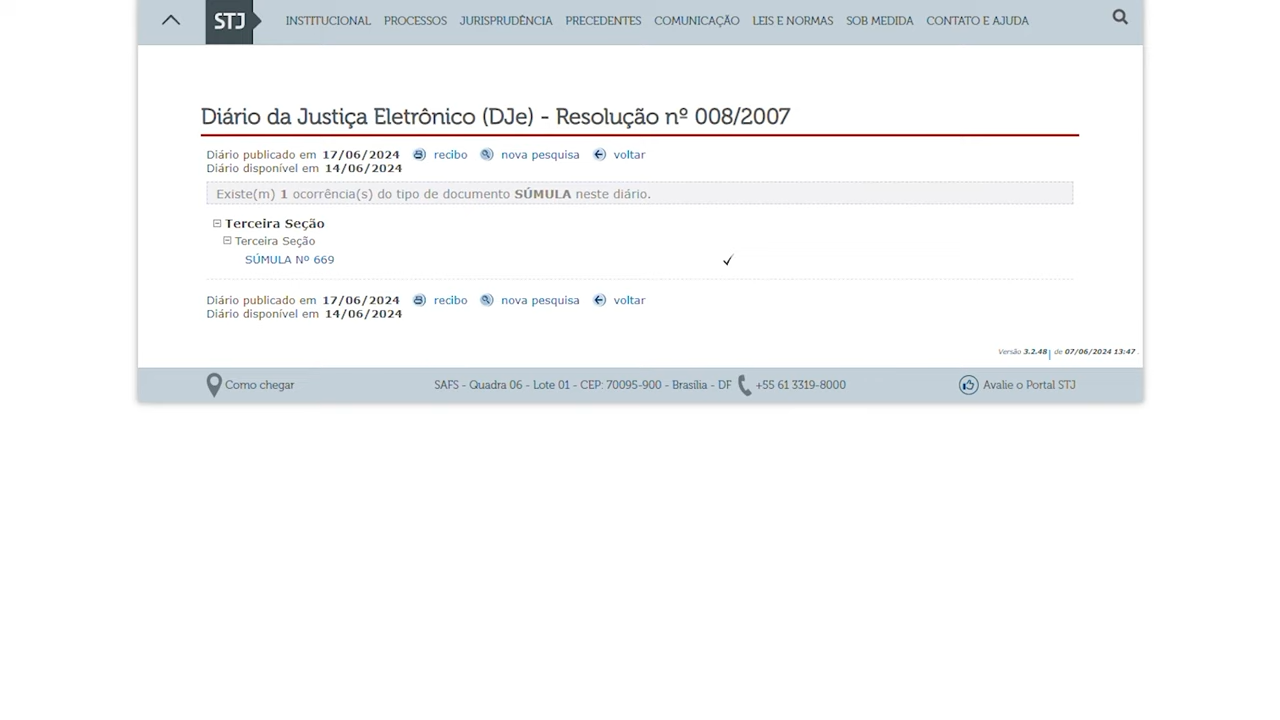 STJ INSTITUCIONAL PROCESSOS JURISPRUDÊNCIA PRECEDENTES COMUNICAÇÃO LEIS E NORMAS SOB MEDIDA CONTATO E AJUDA
Diário da Justiça Eletrônico (DJe) - Resolução nº 008/2007
Diário publicado em 17/06/2024 recibo nova pesquisa voltar
Diário disponível em 14/06/2024
Existe(m) 1 ocorrência(s) do tipo de documento SÚMULA neste diário.
Terceira Seção
Terceira Seção
SÚMULA Nº 669
Diário publicado em 17/06/2024 recibo nova pesquisa voltar
Diário disponível em 14/06/2024
Versão 3.2.48 | de 07/06/2024 13:47.
Como chegar SAFS - Quadra 06 - Lote 01 - CEP: 70095-900 - Brasília - DF +55 61 3319-8000 Avalie o Portal STJ